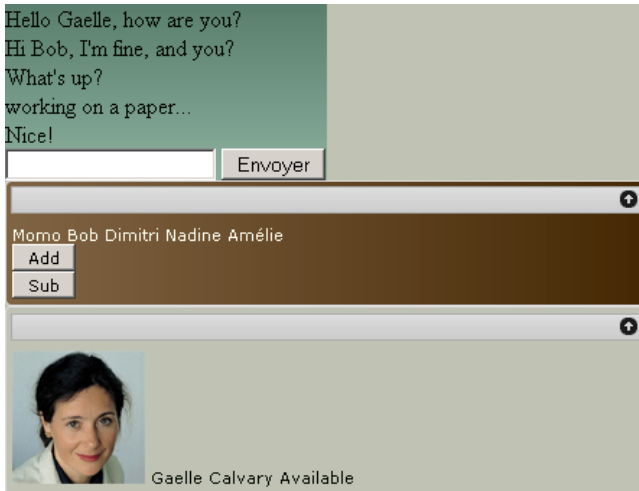 Hello Gaelle, how are you?
Hi Bob, I'm fine, and you?
What's up?
working on a paper...
Nice!
Envoyer
Momo Bob Dimitri Nadine Amélie
Add
Sub
Gaelle Calvary Available